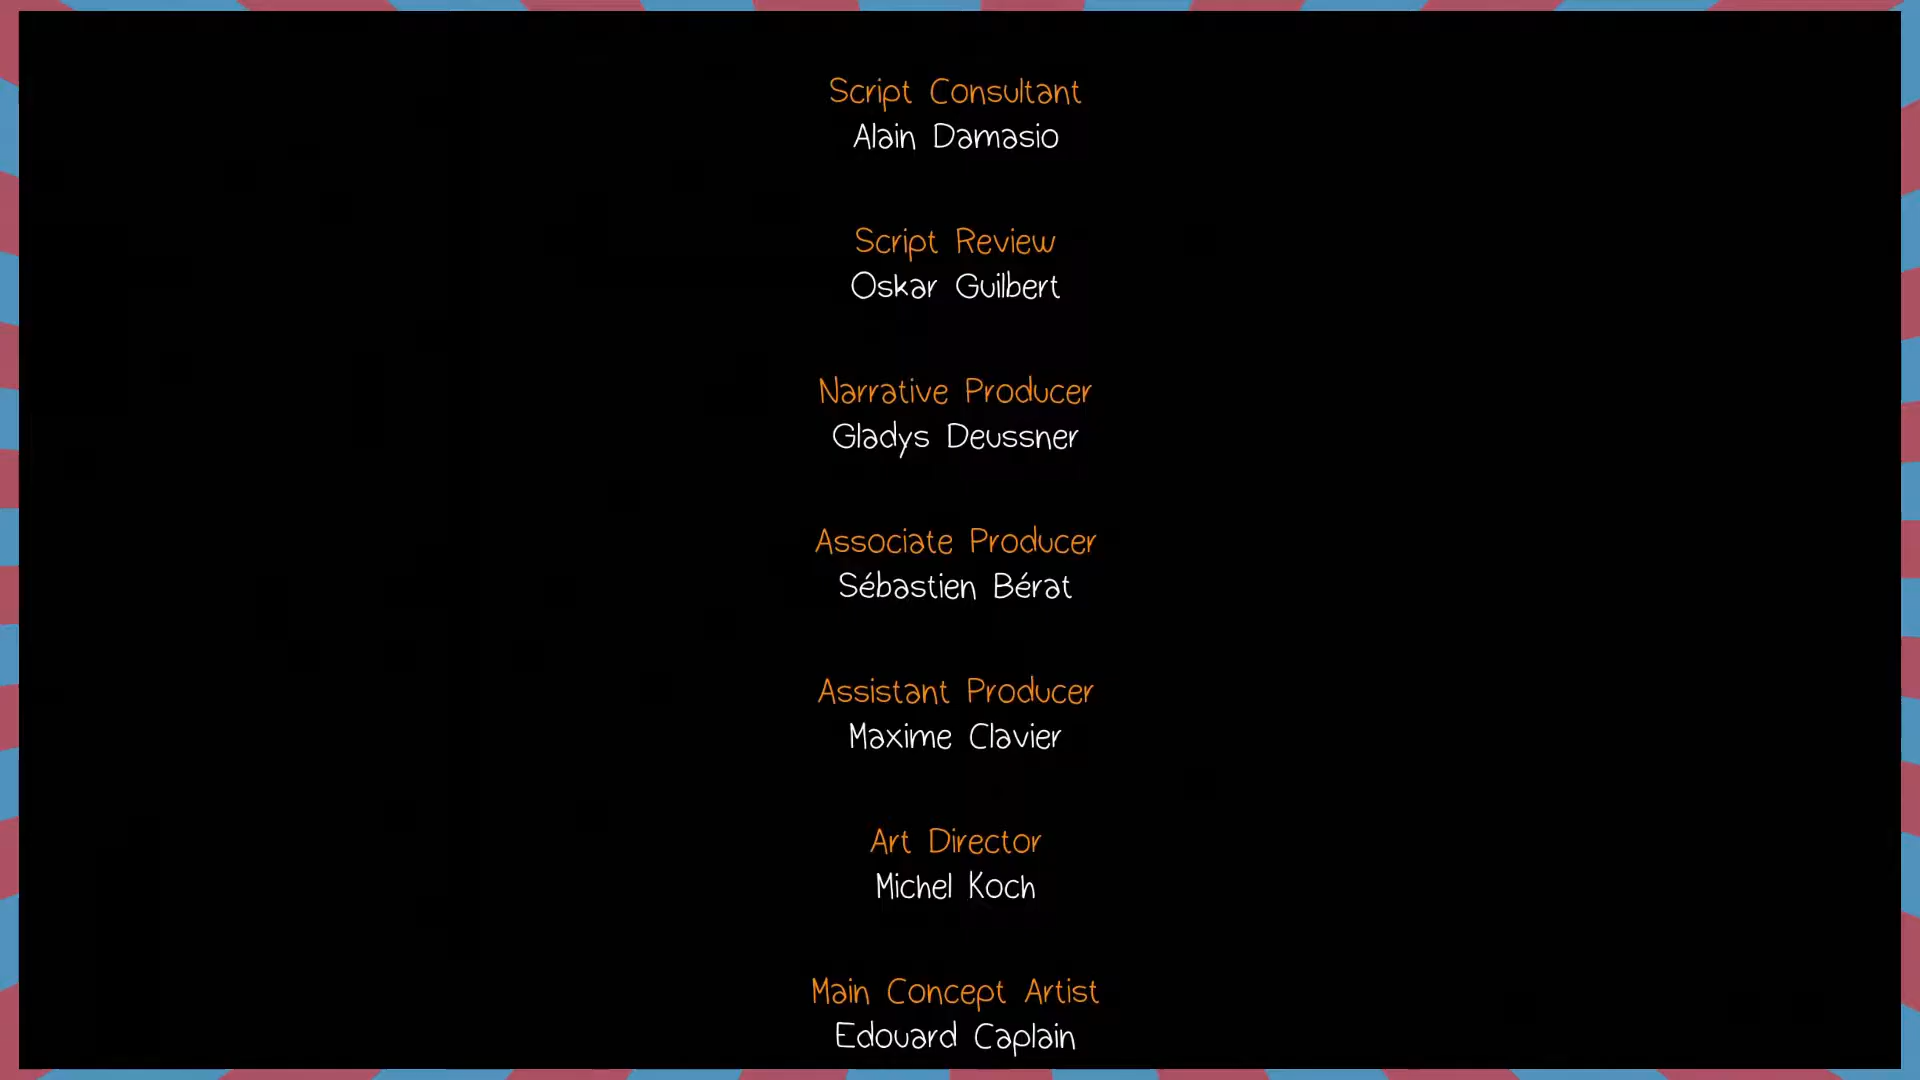 Script Consultant
Alain Damasio
Script Review
Oskar Guilbert
Narrative Producer
Gladys Deussner
Associate Producer
Sébastien Bérat
Assistant Producer
Maxime Clavier
Art Director
Michel Koch
Main Concept Artist
Edouard Caplain